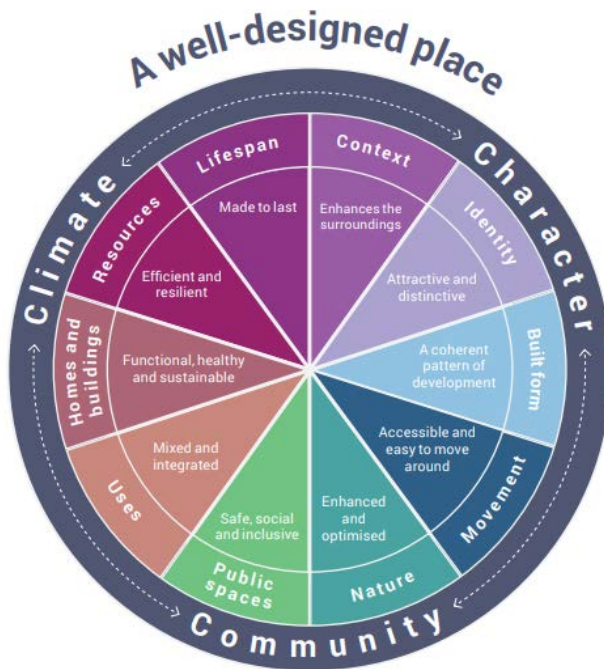 A well-designed place
Climate
Character
Community
Context
Enhances the
surroundings
Identity
Attractive and
distinctive
Built form
A coherent
pattern of
development
Movement
Accessible and
easy to move
around
Nature
Enhanced
and
optimised
Public
spaces
Safe, social
and inclusive
Uses
Mixed and
integrated
Homes and
buildings
Functional, healthy
and sustainable
Resources
Efficient and
resilient
Lifespan
Made to last